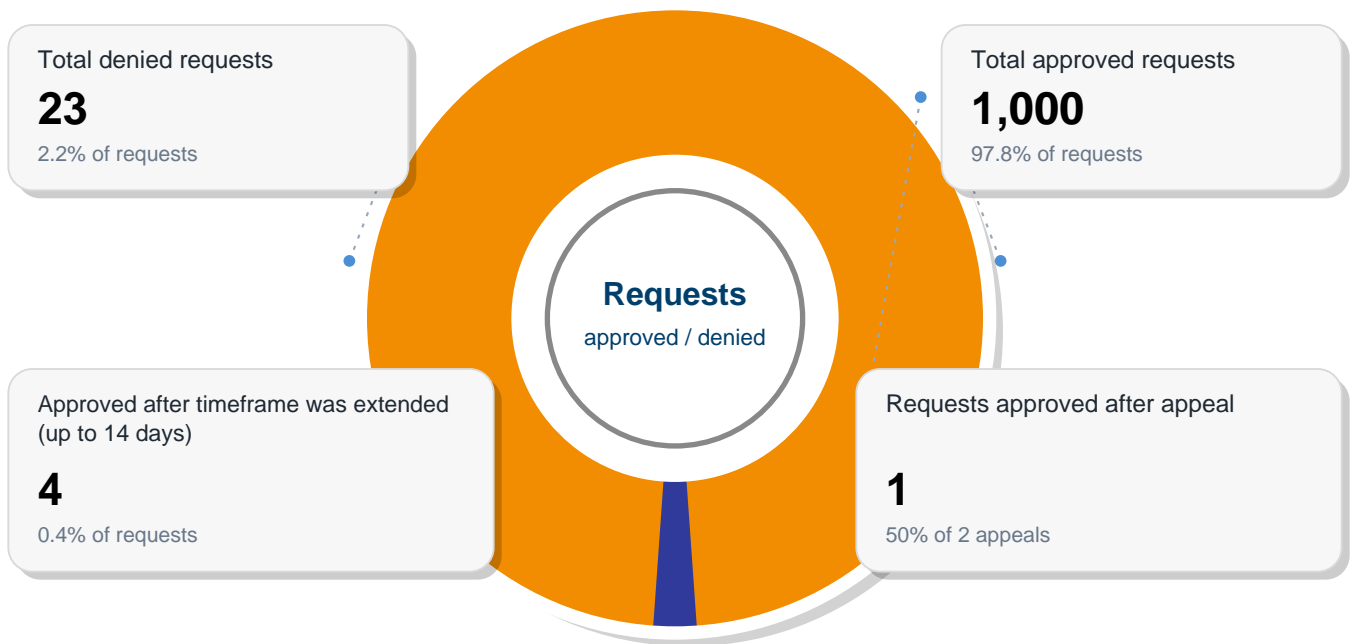 Total denied requests
23
2.2% of requests
Total approved requests
1,000
97.8% of requests
Requests
approved / denied
Approved after timeframe was extended
(up to 14 days)
4
0.4% of requests
Requests approved after appeal
1
50% of 2 appeals